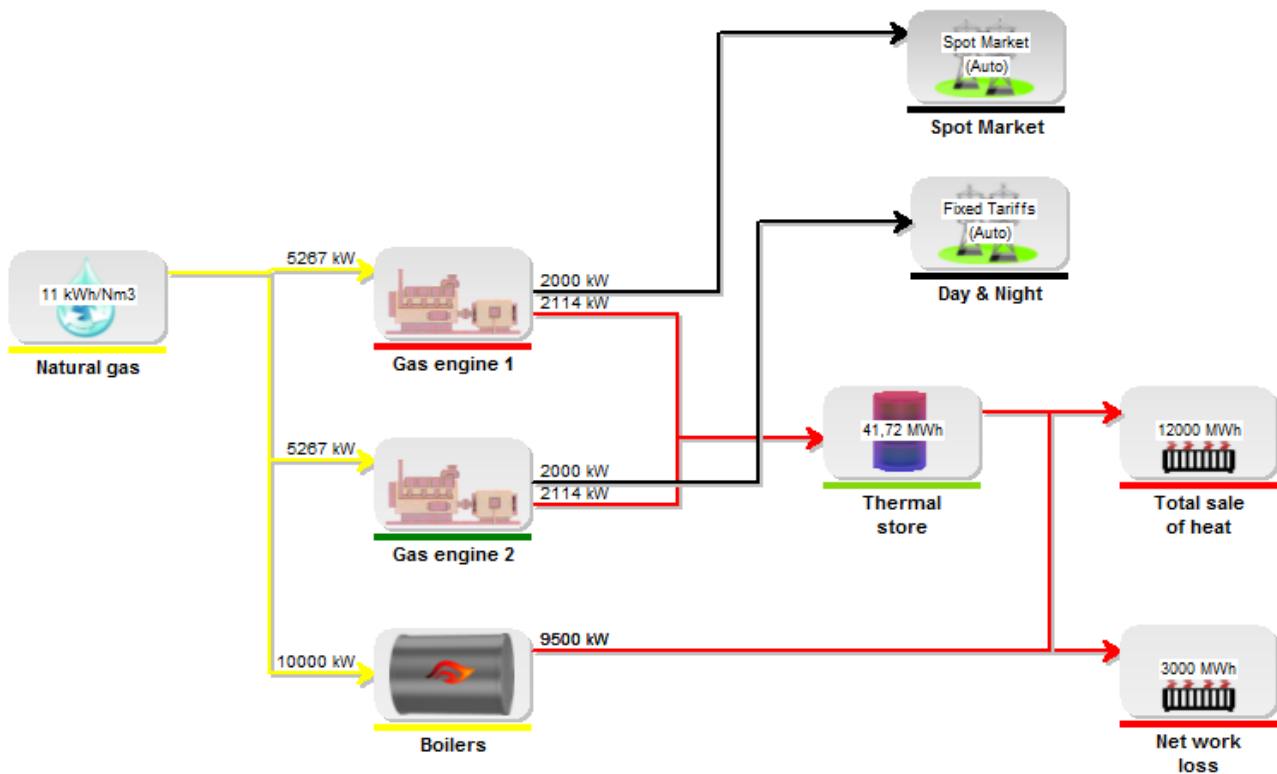 Spot Market
(Auto)
Spot Market
Fixed Tariffs
(Auto)
Day & Night
11 kWh/Nm3
Natural gas
5267 kW
2000 kW
2114 kW
Gas engine 1
5267 kW
2000 kW
2114 kW
Gas engine 2
41,72 MWh
Thermal
store
12000 MWh
Total sale
of heat
10000 kW
9500 kW
Boilers
3000 MWh
Net work
loss